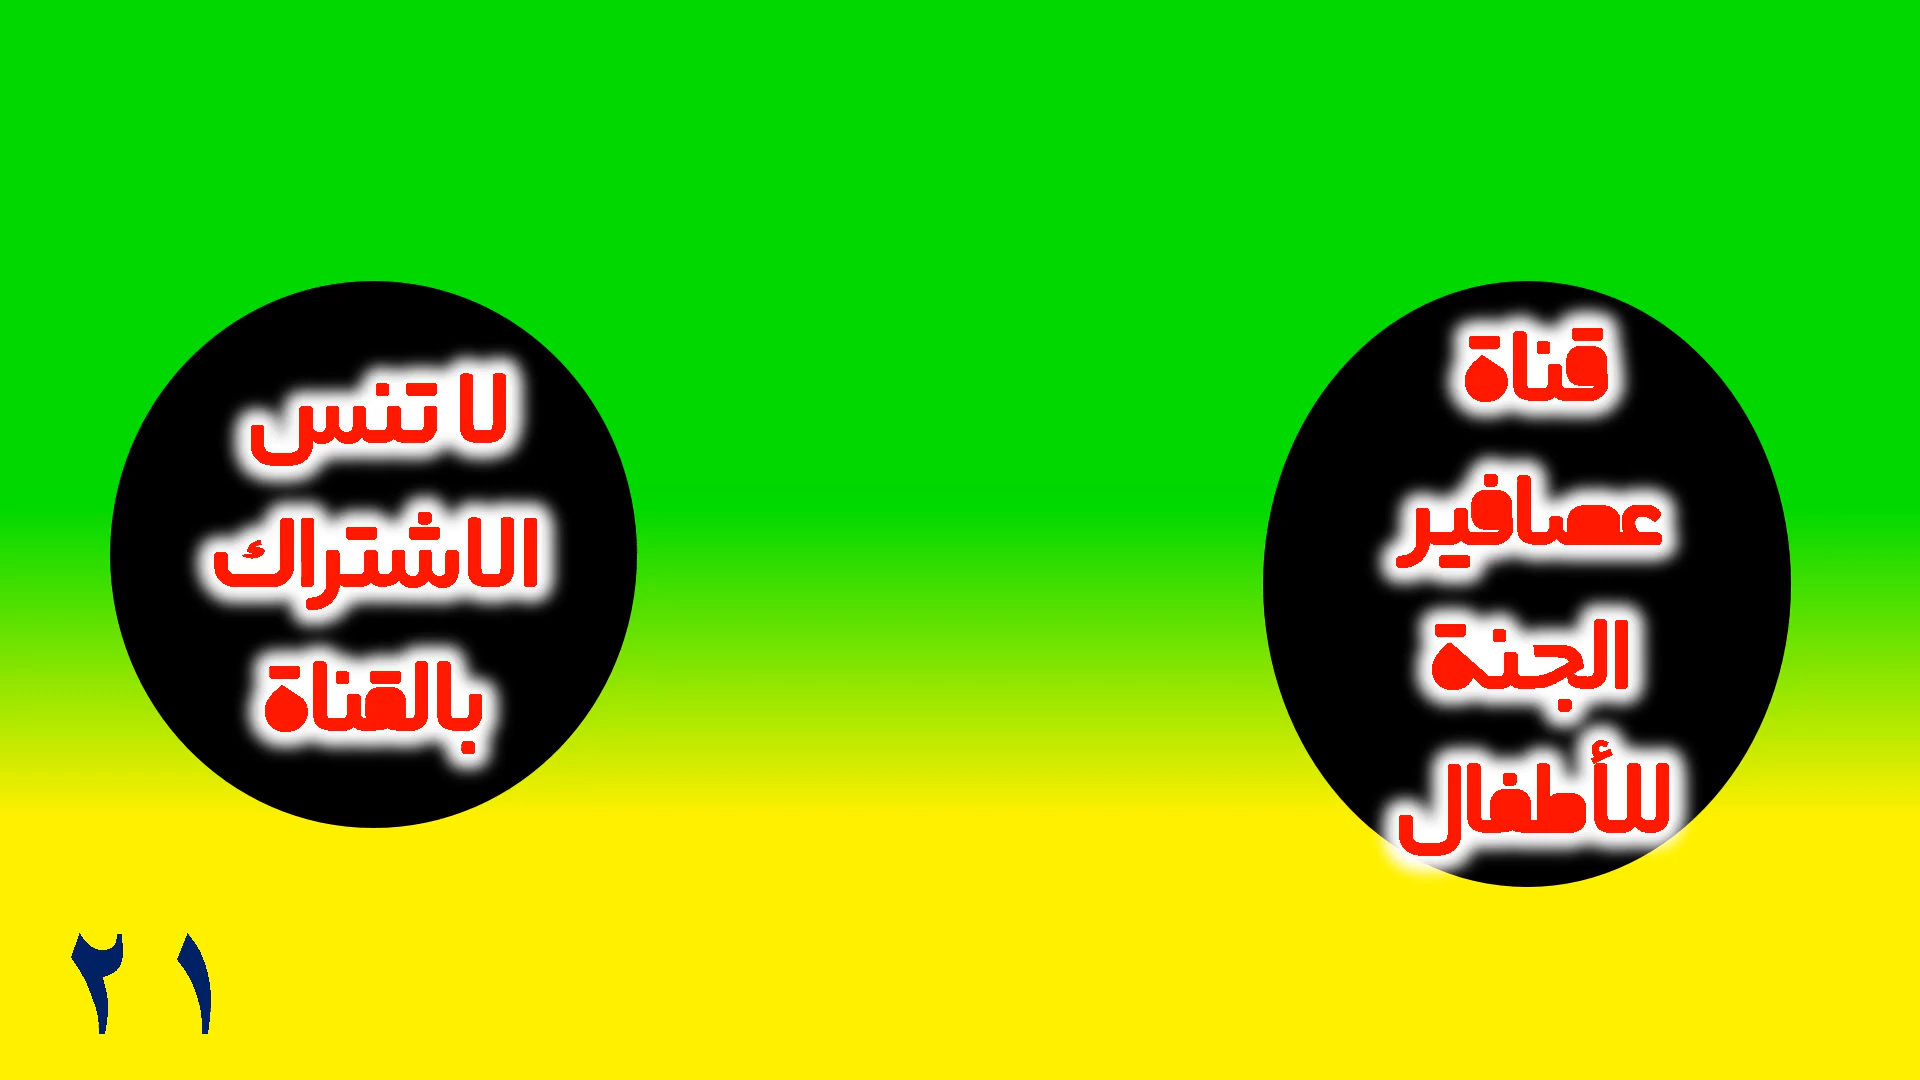 قناة
عصافير
الجنة
للأطفال
لا تنس
الاشتراك
بالقناة
٢١